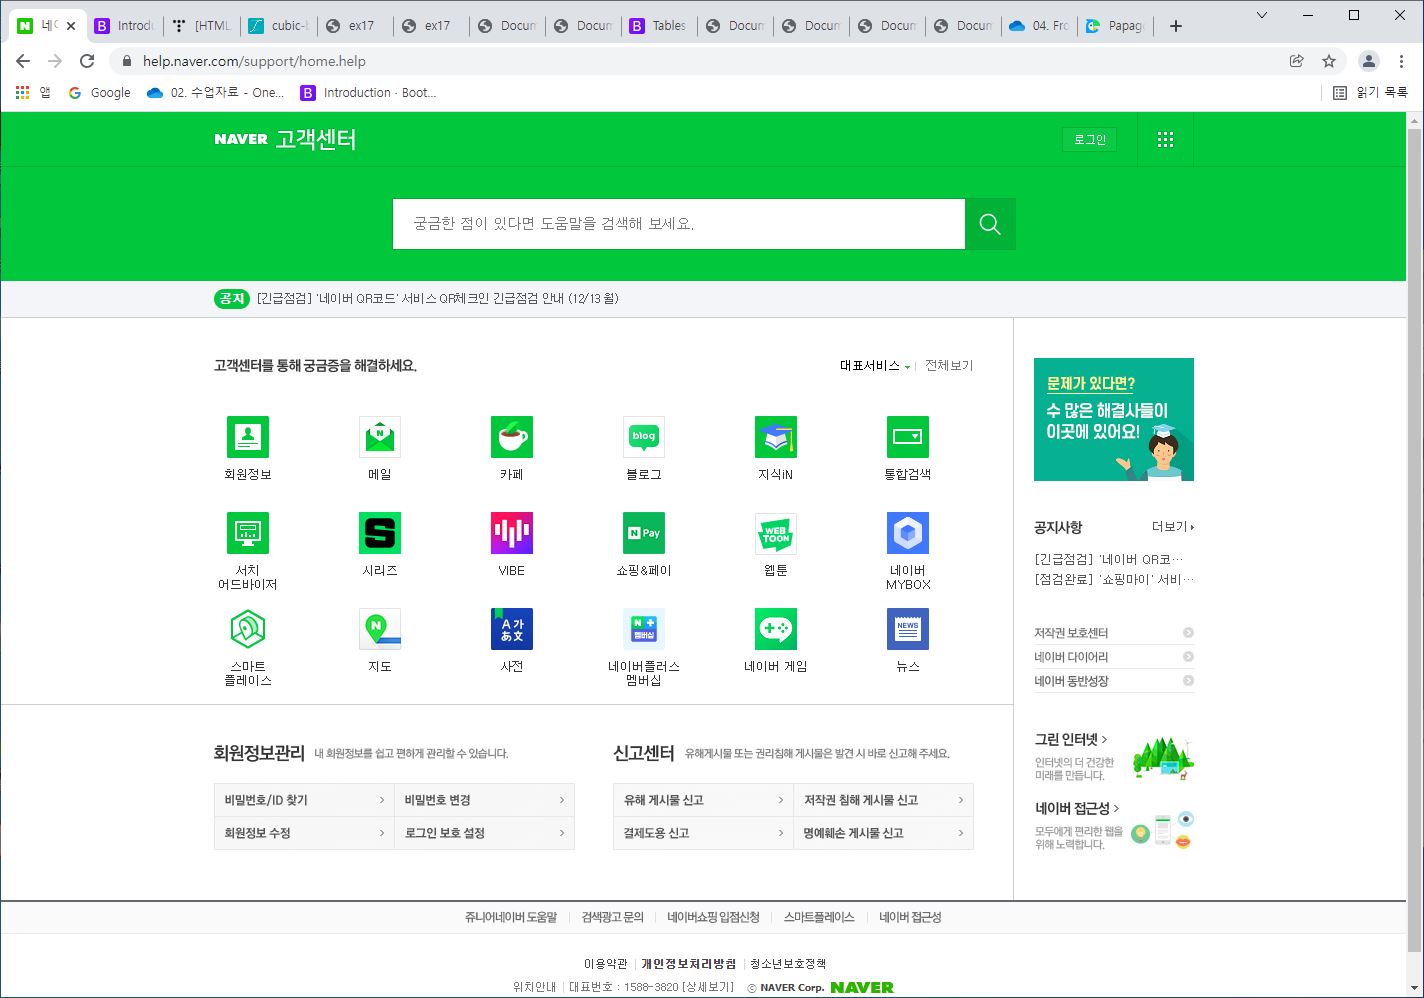 네이
Introdu
[HTML
cubic-b
ex17
ex17
Docum
Docum
Tables
Docum
Docum
Docum
Docum
04. Fro
Papago
help.naver.com/support/home.help
앱
Google
02. 수업자료 - One...
Introduction · Boot...
읽기 목록
NAVER 고객센터
로그인
궁금한 점이 있다면 도움말을 검색해 보세요.
공지 [긴급점검] '네이버 QR코드' 서비스 QR체크인 긴급점검 안내 (12/13 월)
고객센터를 통해 궁금증을 해결하세요.
대표서비스
전체보기
회원정보
메일
카페
blog
블로그
지식iN
통합검색
서치
어드바이저
시리즈
VIBE
N Pay
쇼핑&페이
WEB
TOON
웹툰
네이버
MYBOX
스마트
플레이스
N
지도
A 가
あ 文
사전
N +
멤버십
네이버플러스
멤버십
네이버 게임
NEWS
뉴스
문제가 있다면?
수 많은 해결사들이
이곳에 있어요!
공지사항
더보기
[긴급점검] '네이버 QR코…
[점검완료] '쇼핑마이' 서비…
저작권 보호센터
네이버 다이어리
네이버 동반성장
그린 인터넷 >
인터넷의 더 건강한
미래를 만듭니다.
네이버 접근성 >
모두에게 편리한 웹을
위해 노력합니다.
회원정보관리 내 회원정보를 쉽고 편하게 관리할 수 있습니다.
비밀번호/ID 찾기 >
비밀번호 변경 >
회원정보 수정 >
로그인 보호 설정 >
신고센터 유해게시물 또는 권리침해 게시물은 발견 시 바로 신고해 주세요.
유해 게시물 신고 >
저작권 침해 게시물 신고 >
결제도용 신고 >
명예훼손 게시물 신고 >
쥬니어네이버 도움말 | 검색광고 문의 | 네이버쇼핑 입점신청 | 스마트플레이스 | 네이버 접근성
이용약관 | 개인정보처리방침 | 청소년보호정책
위치안내 | 대표번호 : 1588-3820 [상세보기] ⓒ NAVER Corp. NAVER